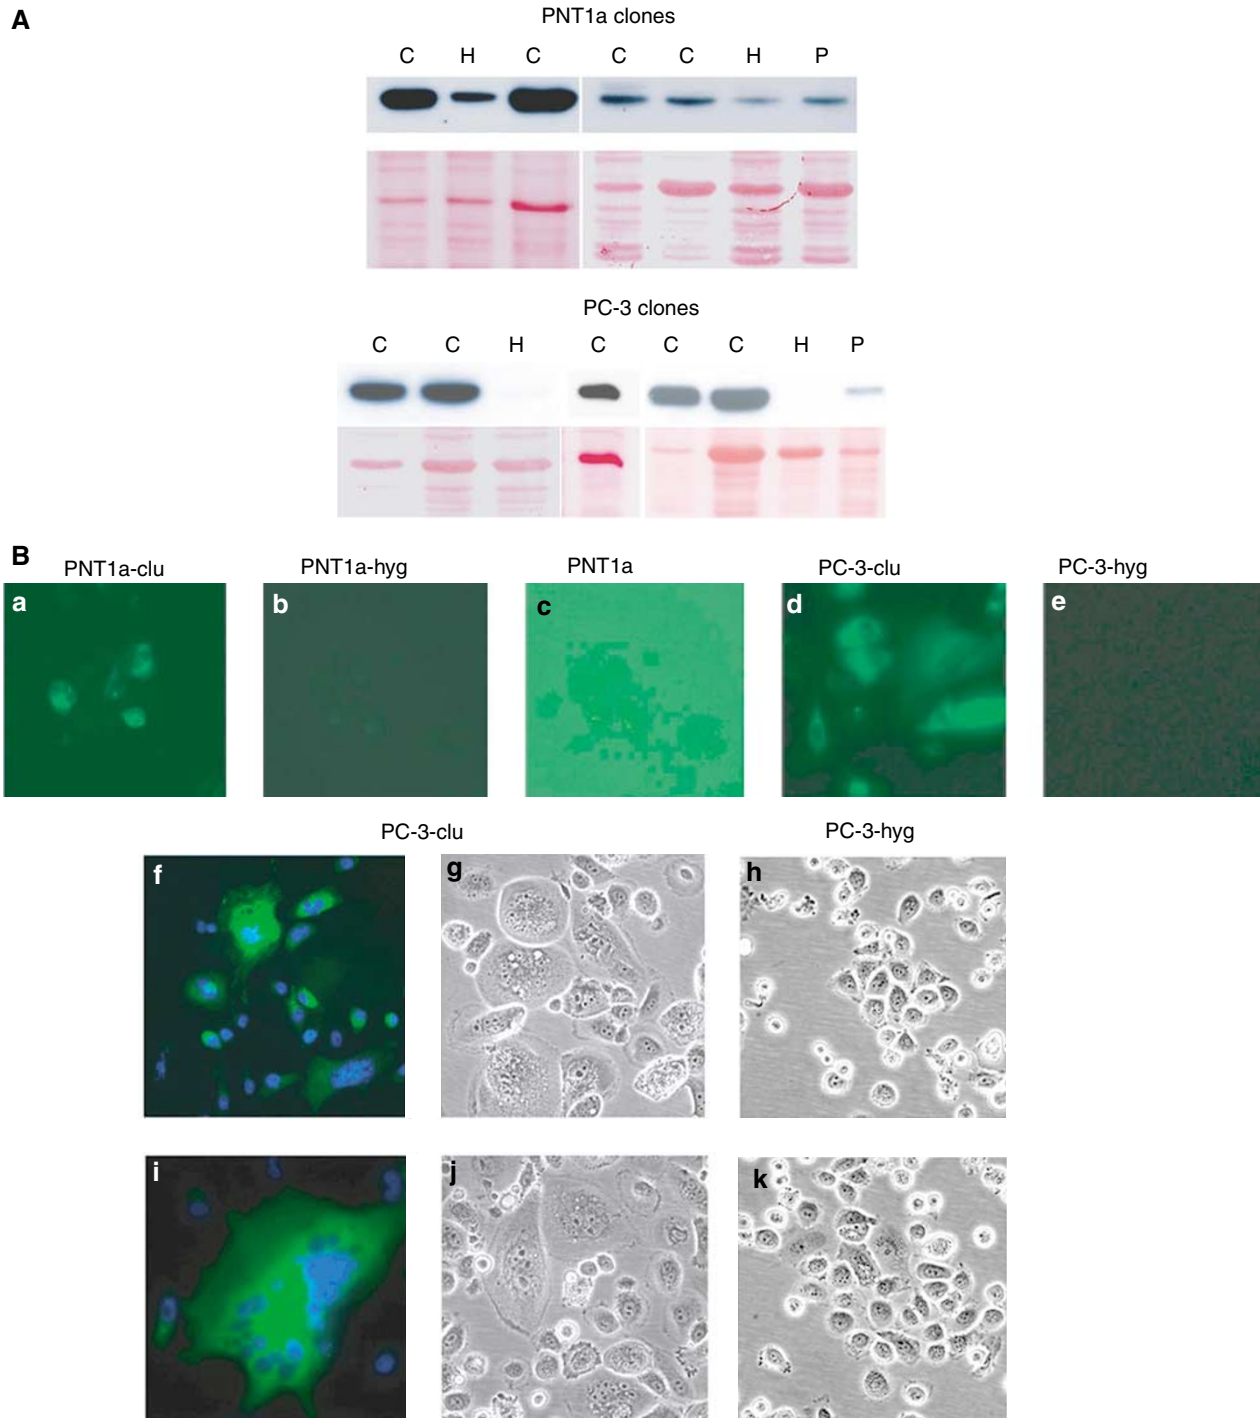 A
PNT1a clones
C H C C C H P
PC-3 clones
C C H C C C H P
B
PNT1a-clu PNT1a-hyg PNT1a PC-3-clu PC-3-hyg
a b c d e
PC-3-clu PC-3-hyg
f g h
i j k